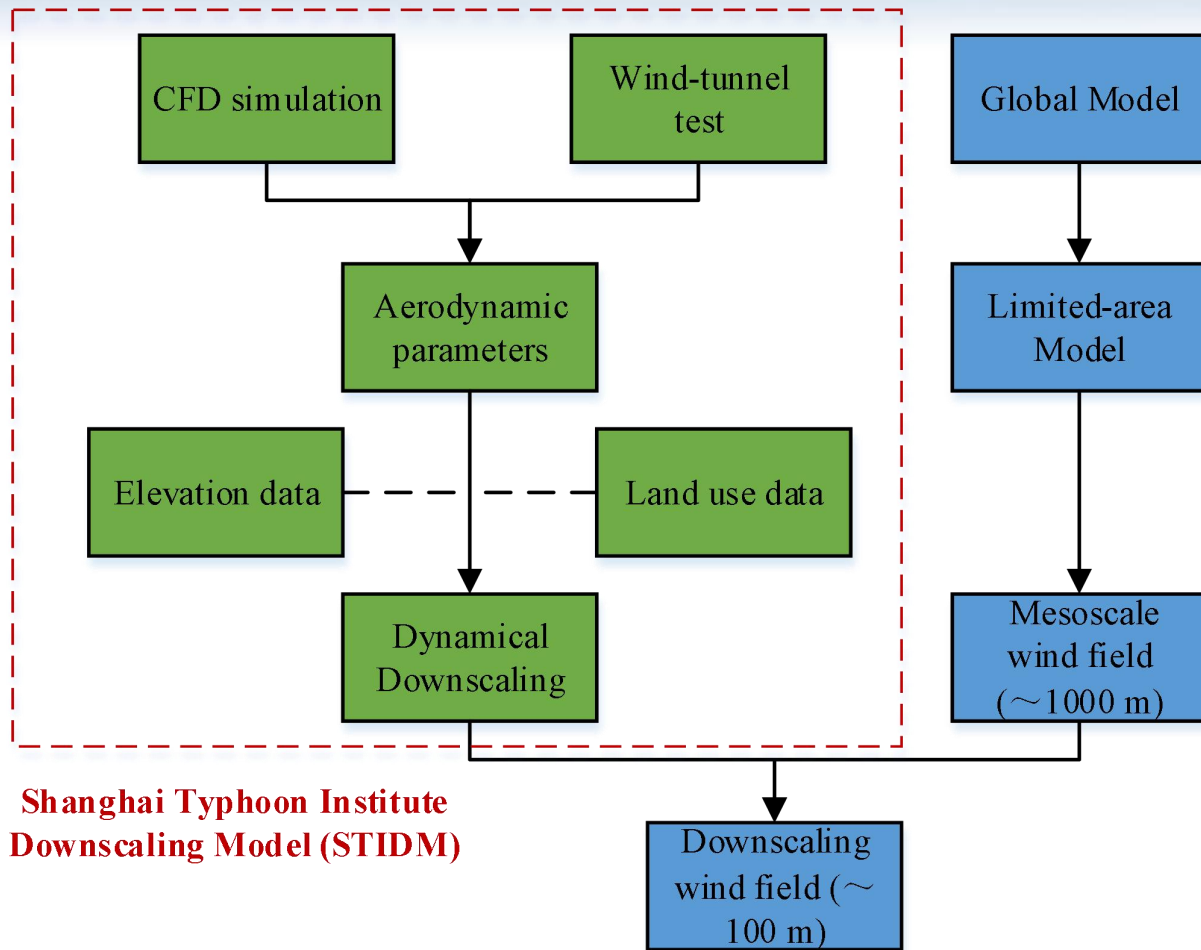 CFD simulation
Wind-tunnel
test
Global Model
Aerodynamic
parameters
Limited-area
Model
Elevation data
Land use data
Dynamical
Downscaling
Mesoscale
wind field
(～1000 m)
Shanghai Typhoon Institute
Downscaling Model (STIDM)
Downscaling
wind field (～
100 m)